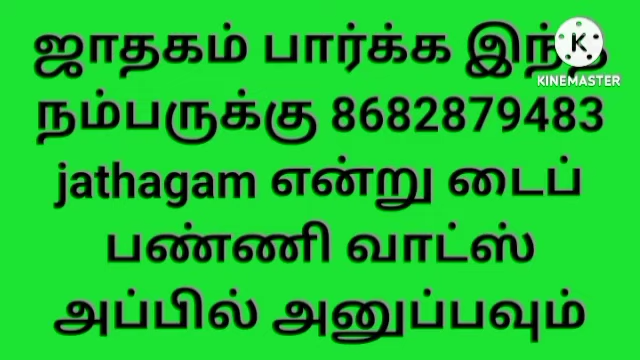 ஜாதகம் பார்க்க இந்த
நம்பருக்கு 8682879483
jathagam என்று டைப்
பண்ணி வாட்ஸ்
அப்பில் அனுப்பவும்
K
KINEMASTER